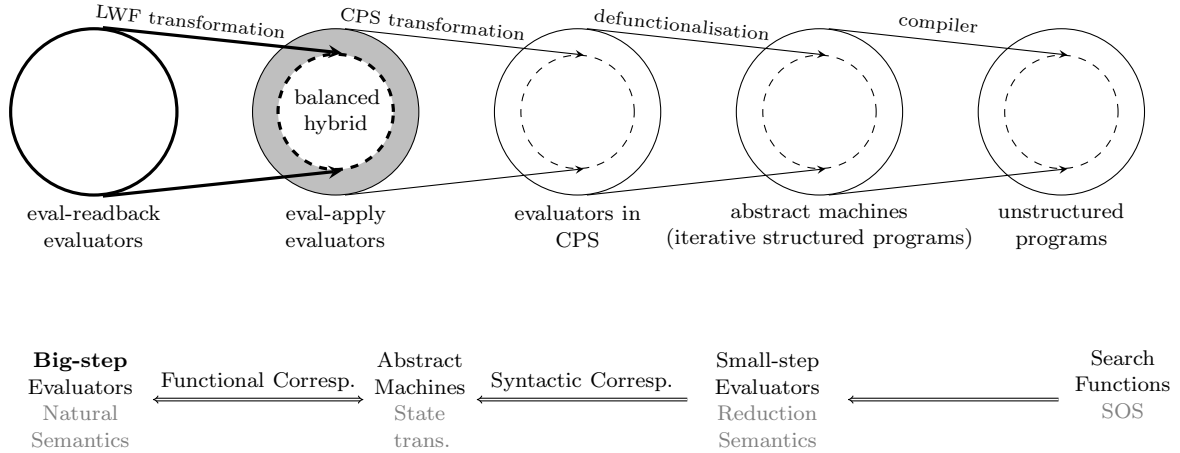 LWF transformation
CPS transformation
defunctionalisation
compiler
balanced
hybrid
eval-readback
evaluators
eval-apply
evaluators
evaluators in
CPS
abstract machines
(iterative structured programs)
unstructured
programs
Big-step
Evaluators
Natural
Semantics
Functional Corresp.
Abstract
Machines
State
trans.
Syntactic Corresp.
Small-step
Evaluators
Reduction
Semantics
Search
Functions
SOS